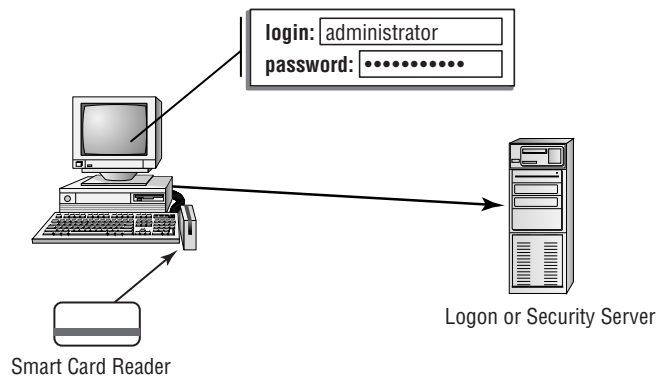 login: administrator
password: •••••••••••
Logon or Security Server
Smart Card Reader